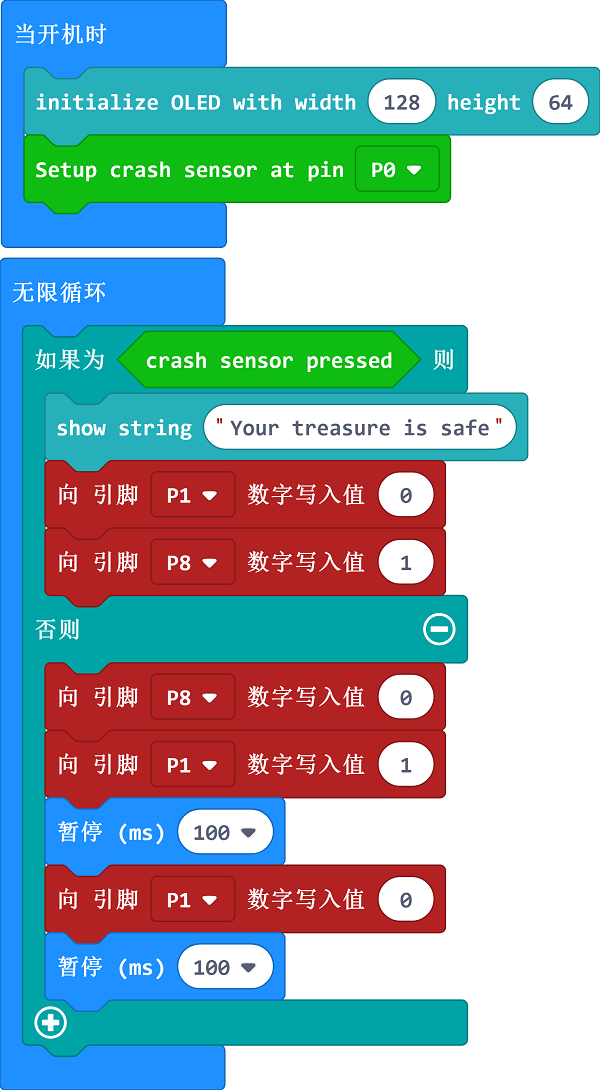 当开机时
initialize OLED with width 128 height 64
Setup crash sensor at pin P0
无限循环
如果为 crash sensor pressed 则
show string "Your treasure is safe"
向 引脚 P1 数字写入值 0
向 引脚 P8 数字写入值 1
否则
向 引脚 P8 数字写入值 0
向 引脚 P1 数字写入值 1
暂停 (ms) 100
向 引脚 P1 数字写入值 0
暂停 (ms) 100